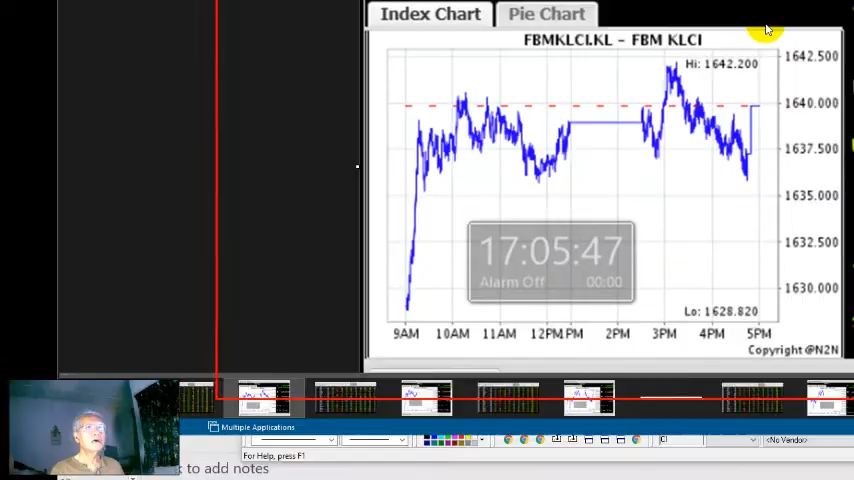 Index Chart Pie Chart
FBMKLCI.KL - FBM KLCI
Hi: 1642.200
1642.500
1640.000
1637.500
1635.000
1632.500
1630.000
17:05:47
Alarm Off 00:00
Lo: 1628.820
9AM 10AM 11AM 12PM 1PM 2PM 3PM 4PM 5PM
Copyright @N2N
Multiple Applications
<No Vendor>
For Help, press F1
k to add notes